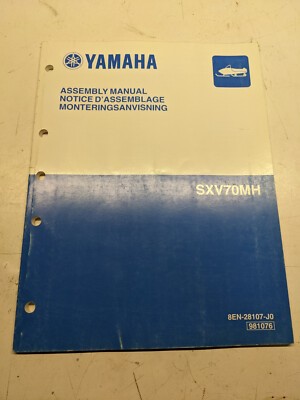 YAMAHA
ASSEMBLY MANUAL
NOTICE D'ASSEMBLAGE
MONTERINGSANVISNING
SXV70MH
8EN-28107-J0
981076